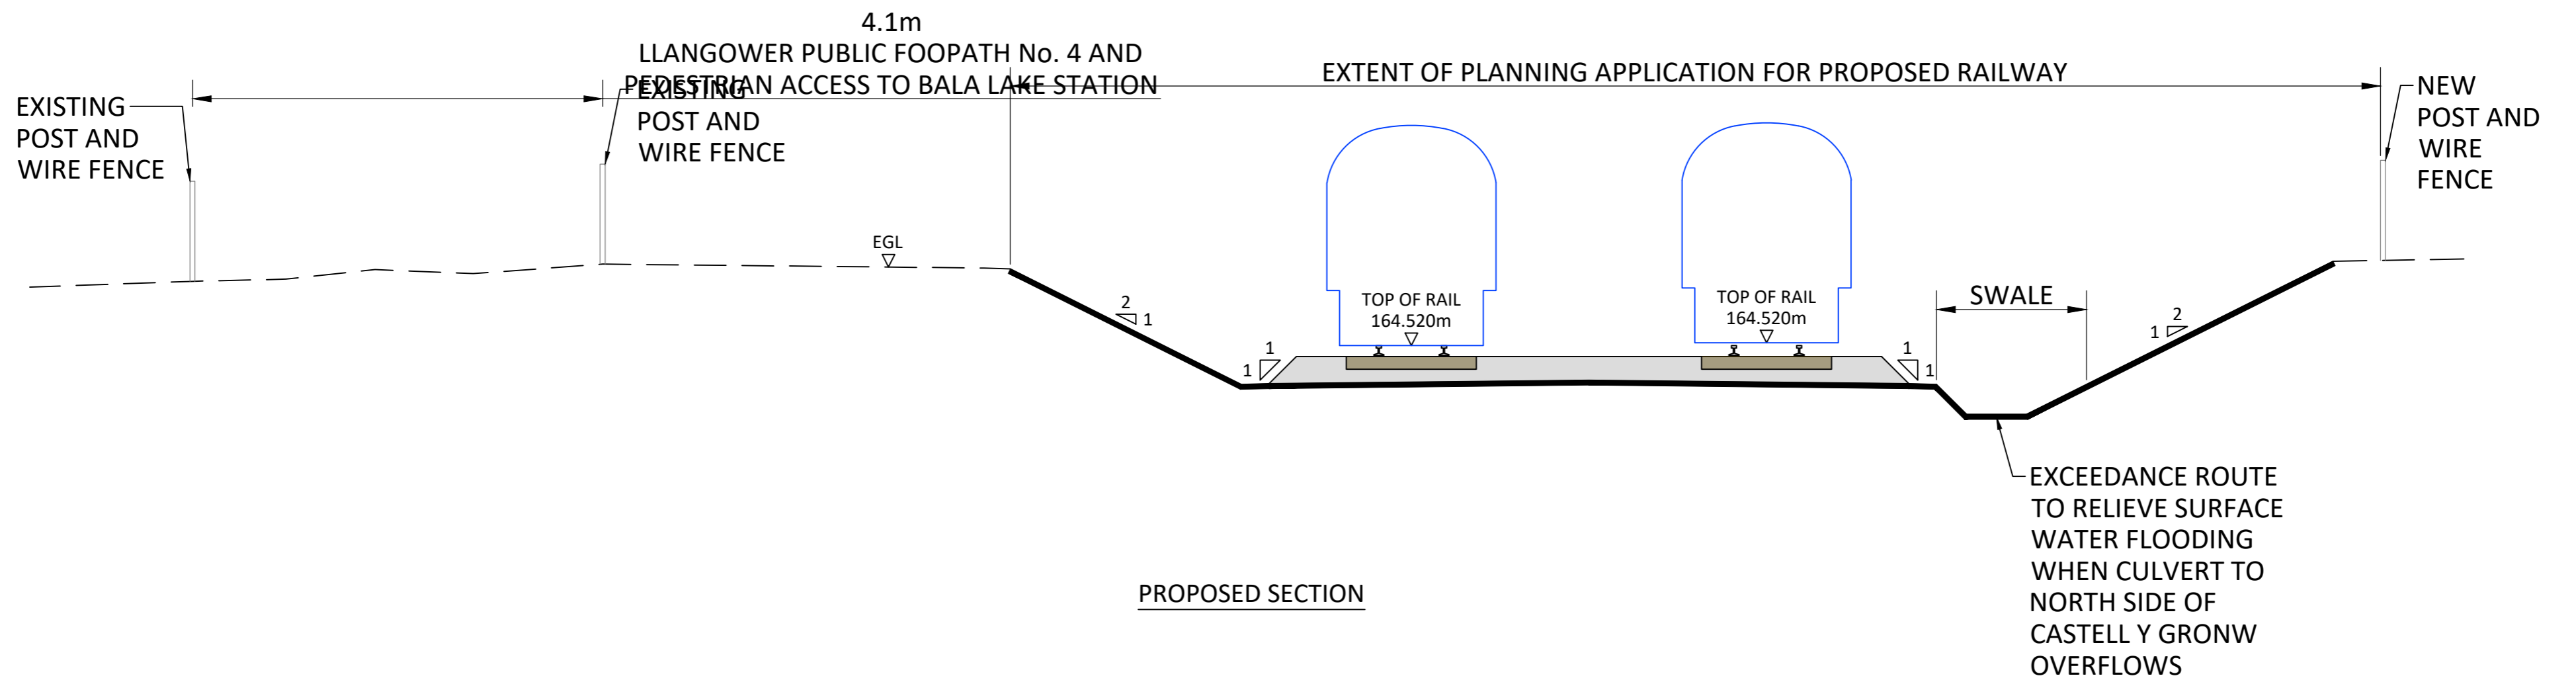 4.1m
LLANGOWER PUBLIC FOOPATH No. 4 AND
PEDESTRIAN ACCESS TO BALA LAKE STATION
EXISTING
POST AND
WIRE FENCE
EXISTING
POST AND
WIRE FENCE
EXTENT OF PLANNING APPLICATION FOR PROPOSED RAILWAY
NEW
POST AND
WIRE
FENCE
EGL
2
1
1
1
TOP OF RAIL
164.520m
TOP OF RAIL
164.520m
1
1
SWALE
2
1
EXCEEDANCE ROUTE
TO RELIEVE SURFACE
WATER FLOODING
WHEN CULVERT TO
NORTH SIDE OF
CASTELL Y GRONW
OVERFLOWS
PROPOSED SECTION